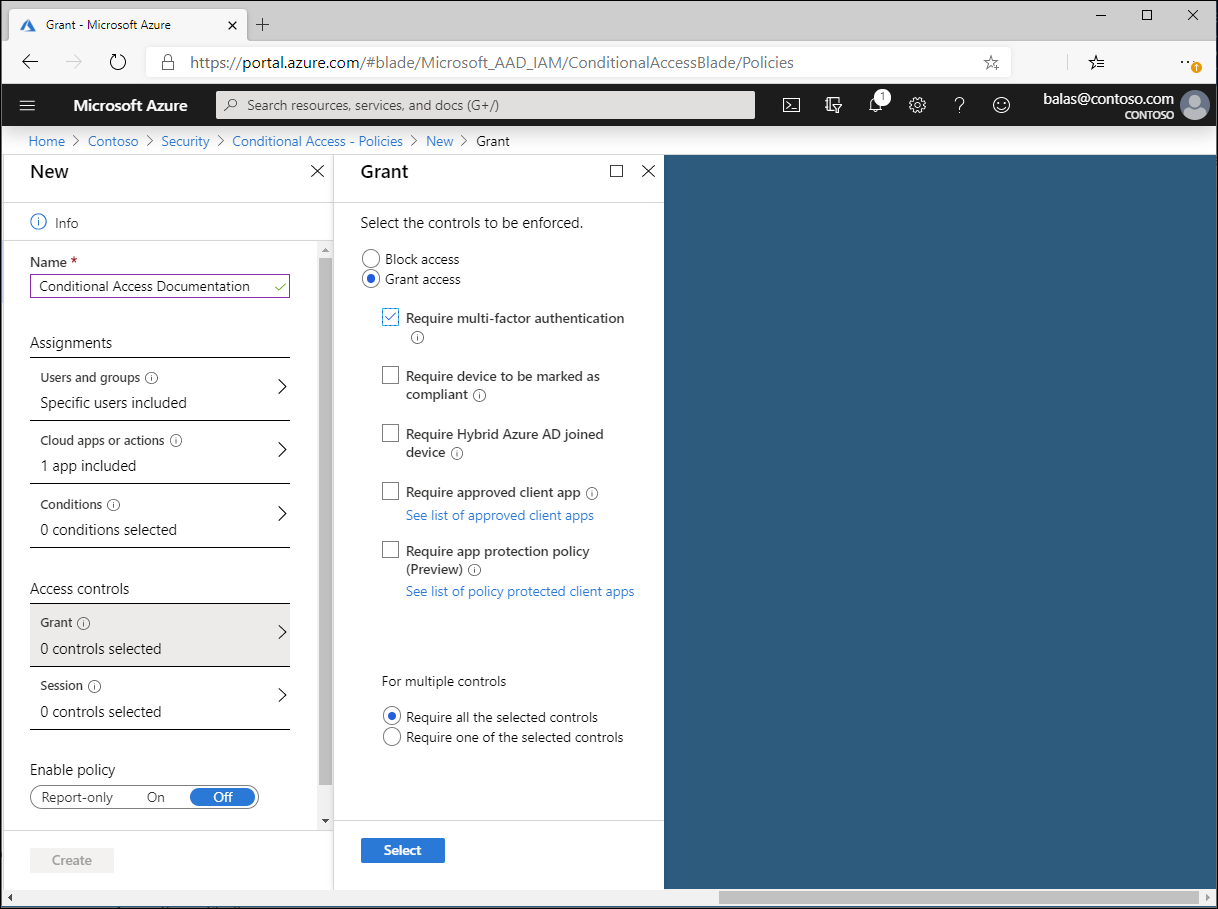 Grant - Microsoft Azure
https://portal.azure.com/#blade/Microsoft_AAD_IAM/ConditionalAccessBlade/Policies
Microsoft Azure
Search resources, services, and docs (G+/)
1
balas@contoso.com
CONTOSO
Home > Contoso > Security > Conditional Access - Policies > New > Grant
New
Info
Name *
Conditional Access Documentation
Assignments
Users and groups
Specific users included
Cloud apps or actions
1 app included
Conditions
0 conditions selected
Access controls
Grant
0 controls selected
Session
0 controls selected
Enable policy
Report-only On Off
Create
Grant
Select the controls to be enforced.
Block access
Grant access
Require multi-factor authentication
Require device to be marked as
compliant
Require Hybrid Azure AD joined
device
Require approved client app
See list of approved client apps
Require app protection policy
(Preview)
See list of policy protected client apps
For multiple controls
Require all the selected controls
Require one of the selected controls
Select